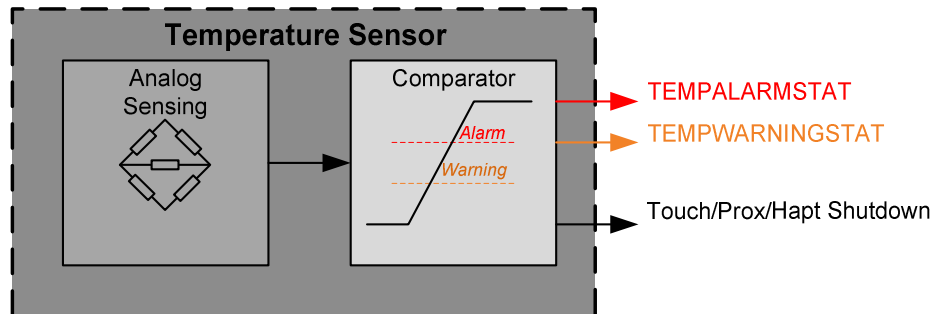 Temperature Sensor
Analog
Sensing
Comparator
Alarm
Warning
TEMPALARMSTAT
TEMPWARNINGSTAT
Touch/Prox/Hapt Shutdown